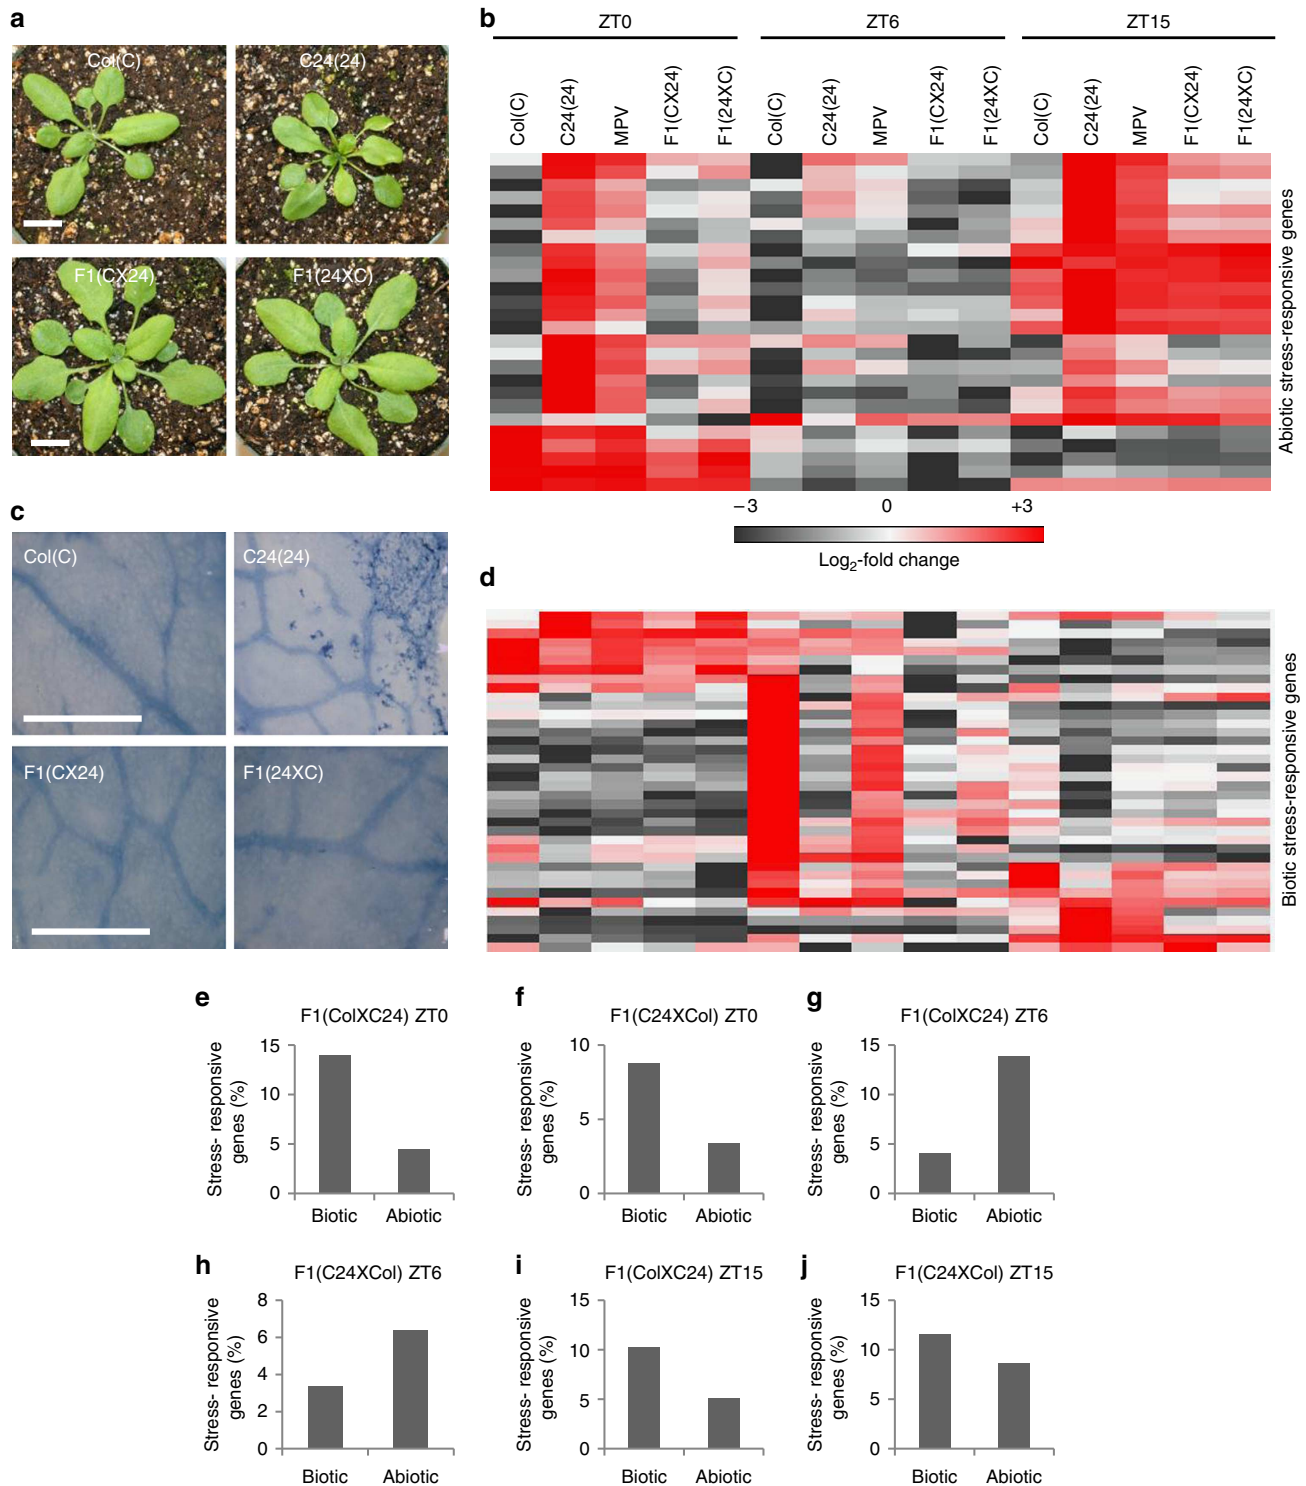 a
Col(C)
C24(24)
F1(CX24)
F1(24XC)
b
ZT0
ZT6
ZT15
Col(C)
C24(24)
MPV
F1(CX24)
F1(24XC)
Col(C)
C24(24)
MPV
F1(CX24)
F1(24XC)
Col(C)
C24(24)
MPV
F1(CX24)
F1(24XC)
Abiotic stress-responsive genes
−3
0
+3
Log2-fold change
c
Col(C)
C24(24)
F1(CX24)
F1(24XC)
d
Biotic stress-responsive genes
e
F1(ColXC24) ZT0
Stress- responsive
genes (%)
15
10
5
0
Biotic
Abiotic
f
F1(C24XCol) ZT0
Stress- responsive
genes (%)
10
5
0
Biotic
Abiotic
g
F1(ColXC24) ZT6
Stress- responsive
genes (%)
15
10
5
0
Biotic
Abiotic
h
F1(C24XCol) ZT6
Stress- responsive
genes (%)
8
6
4
2
0
Biotic
Abiotic
i
F1(ColXC24) ZT15
Stress- responsive
genes (%)
15
10
5
0
Biotic
Abiotic
j
F1(C24XCol) ZT15
Stress- responsive
genes (%)
15
10
5
0
Biotic
Abiotic